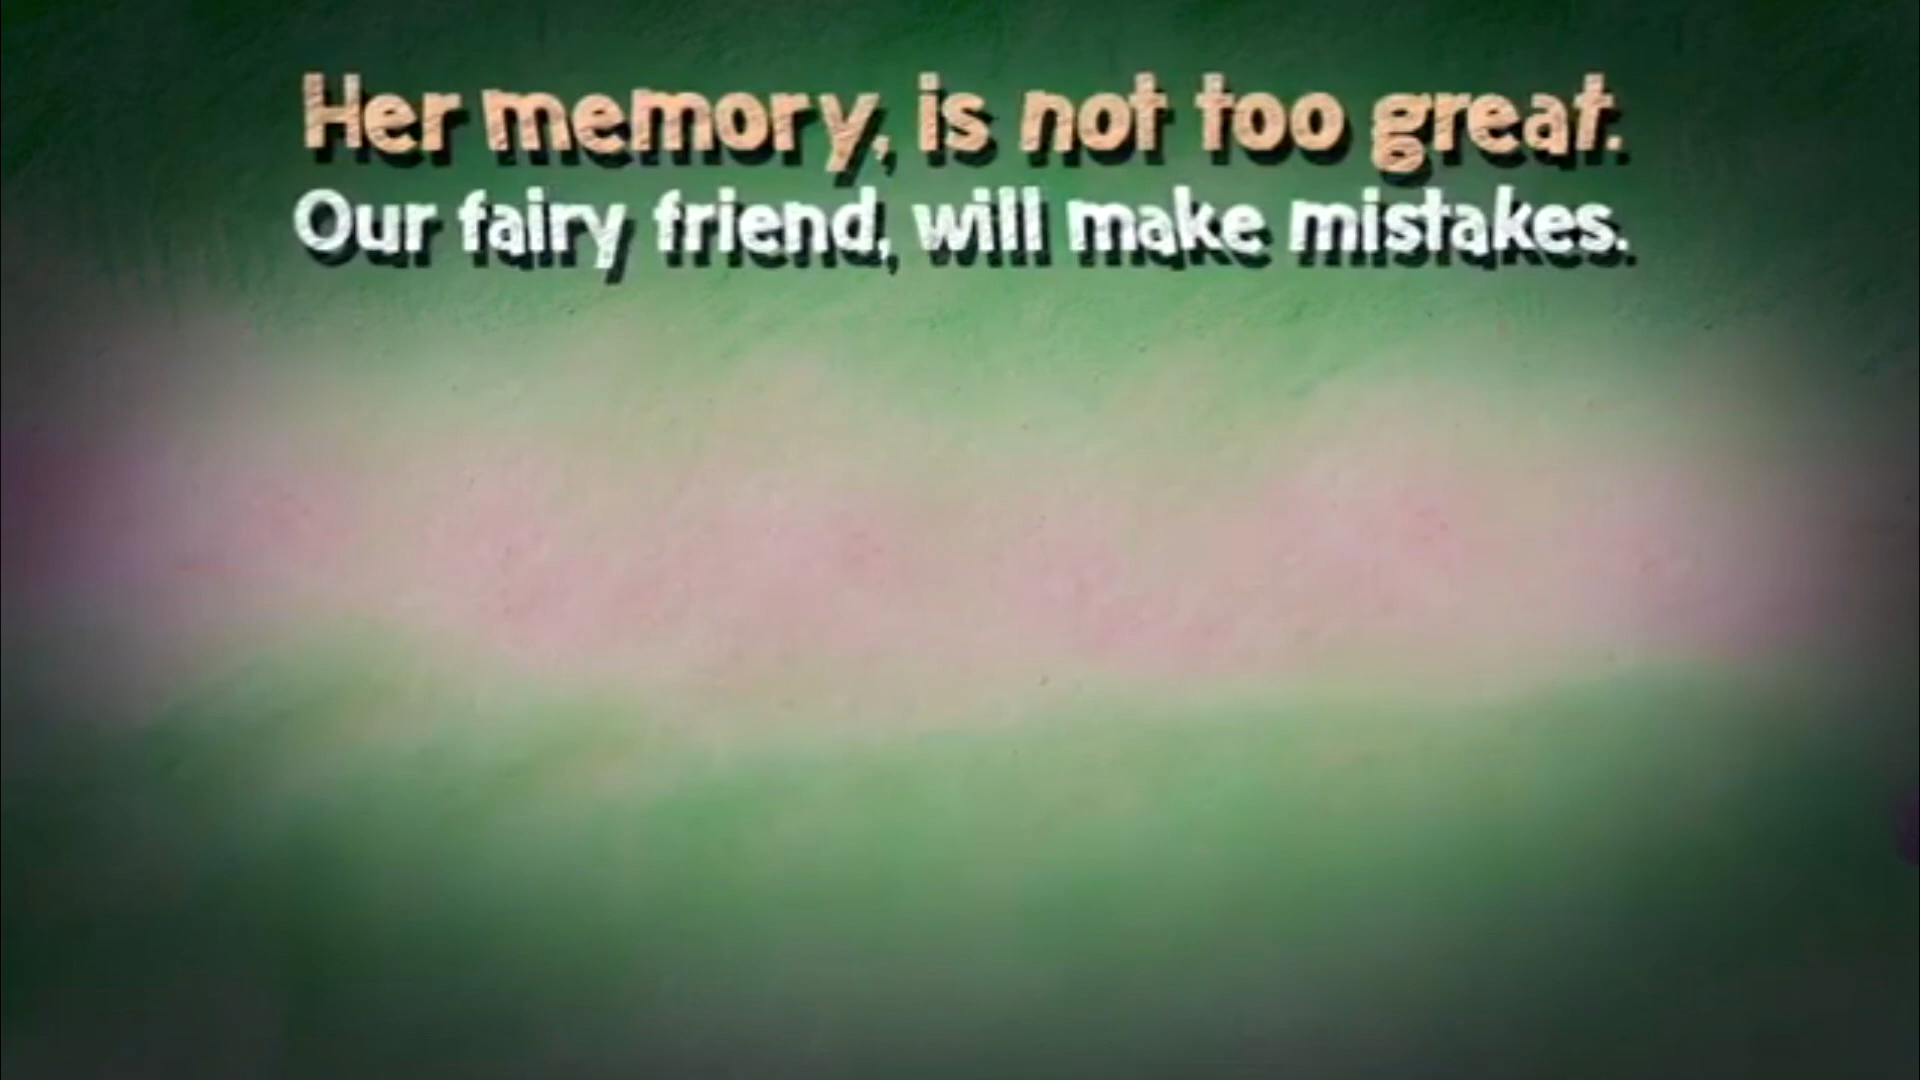 Her memory, is not too great.
Our fairy friend, will make mistakes.